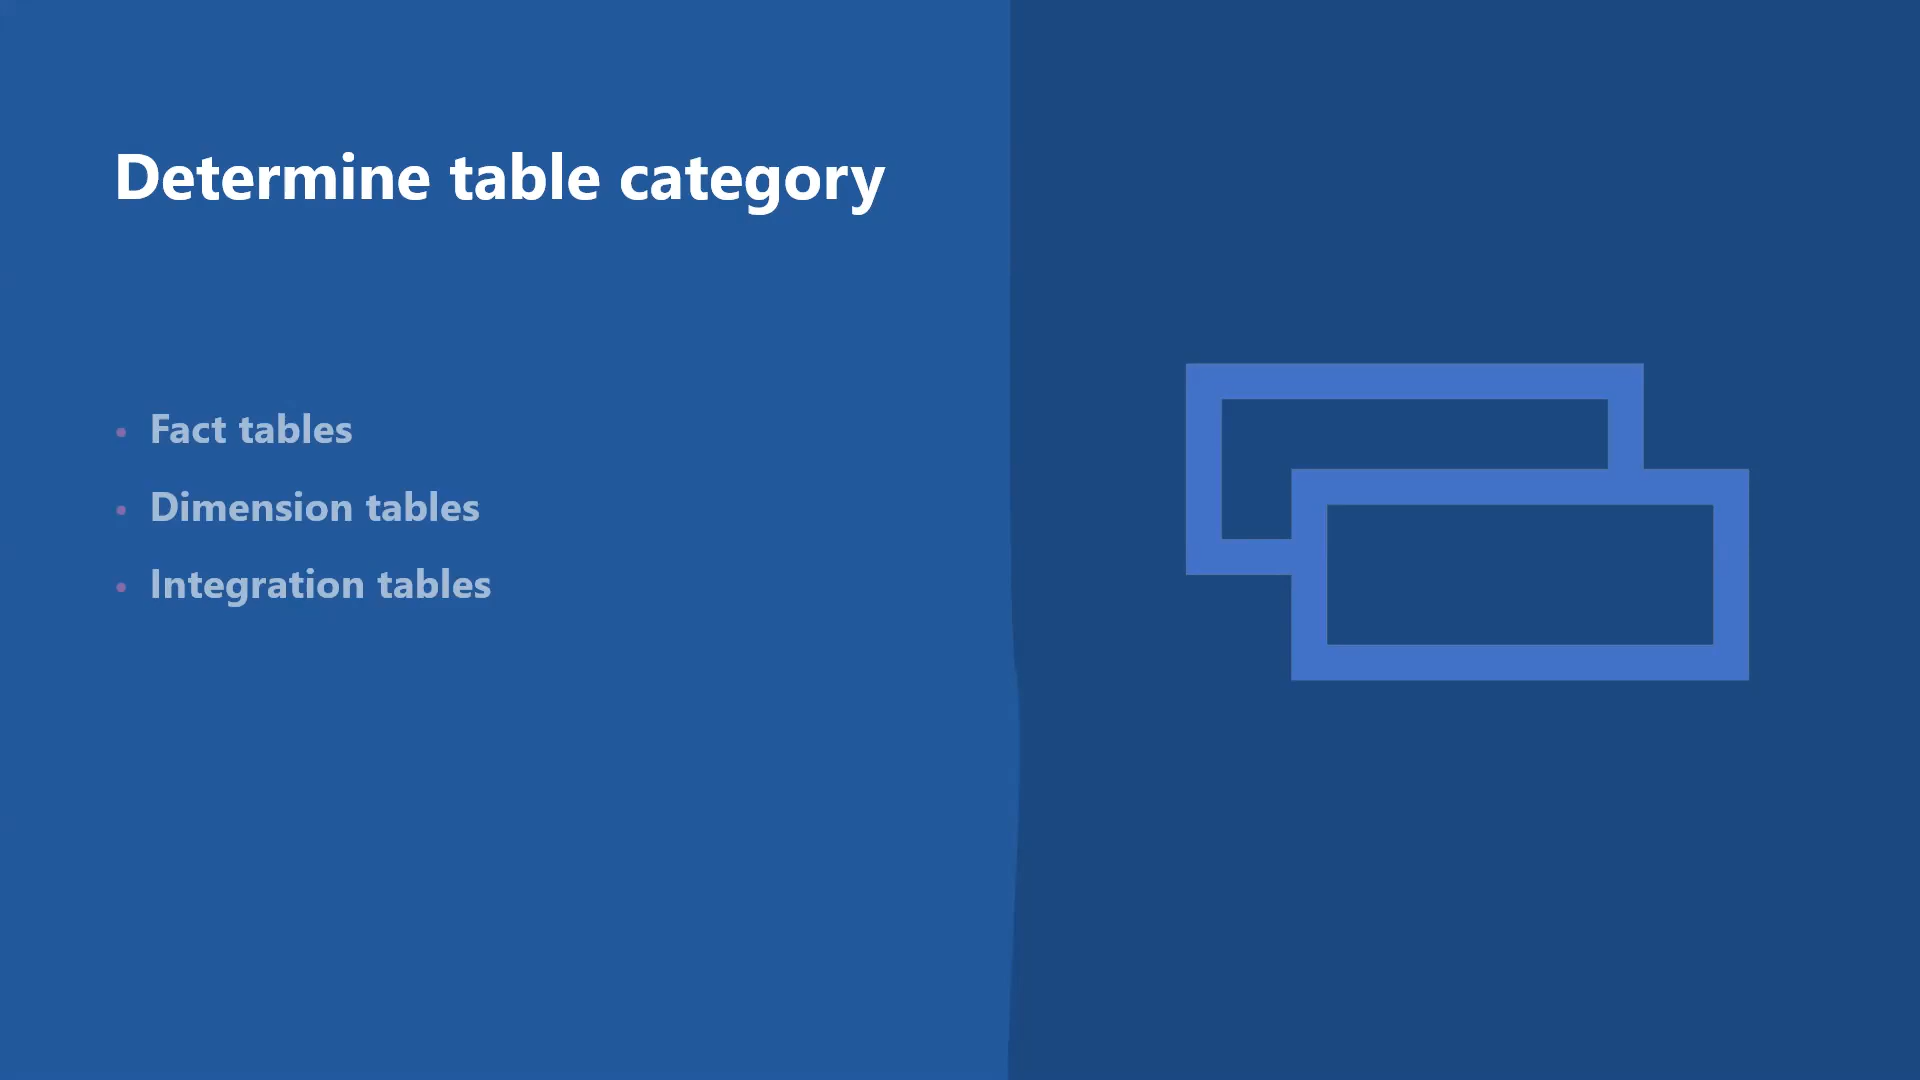 Determine table category
• Fact tables
• Dimension tables
• Integration tables